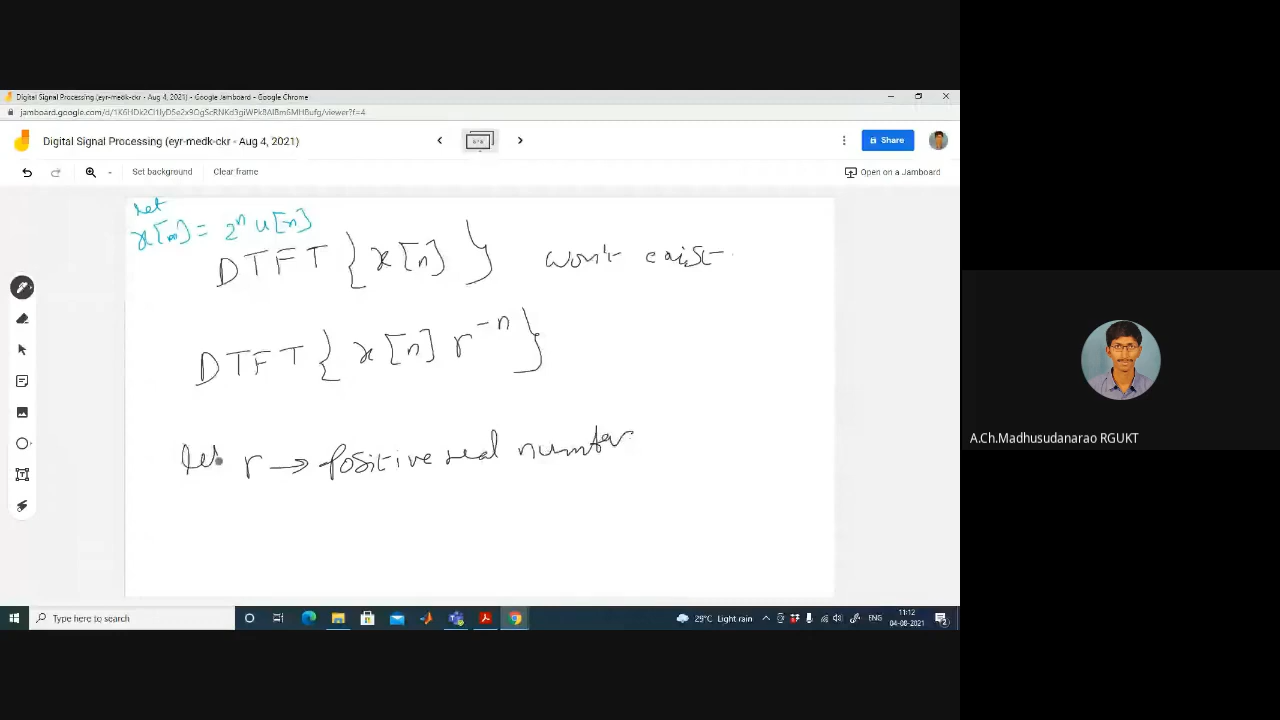 Digital Signal Processing (eyr-medk-ckr - Aug 4, 2021) - Google Jamboard - Google Chrome
Digital Signal Processing (eyr-medk-ckr - Aug 4, 2021)
Share
Set background
Clear frame
Open on a Jamboard
let
x[n] = 2^n u[n]
DTFT {x[n]} won't exist.
DTFT {x[n] r^-n}
let r → positive real number
A.Ch.Madhusudanarao RGUKT
Type here to search
29°C Light rain
ENG
11:12
04-08-2021